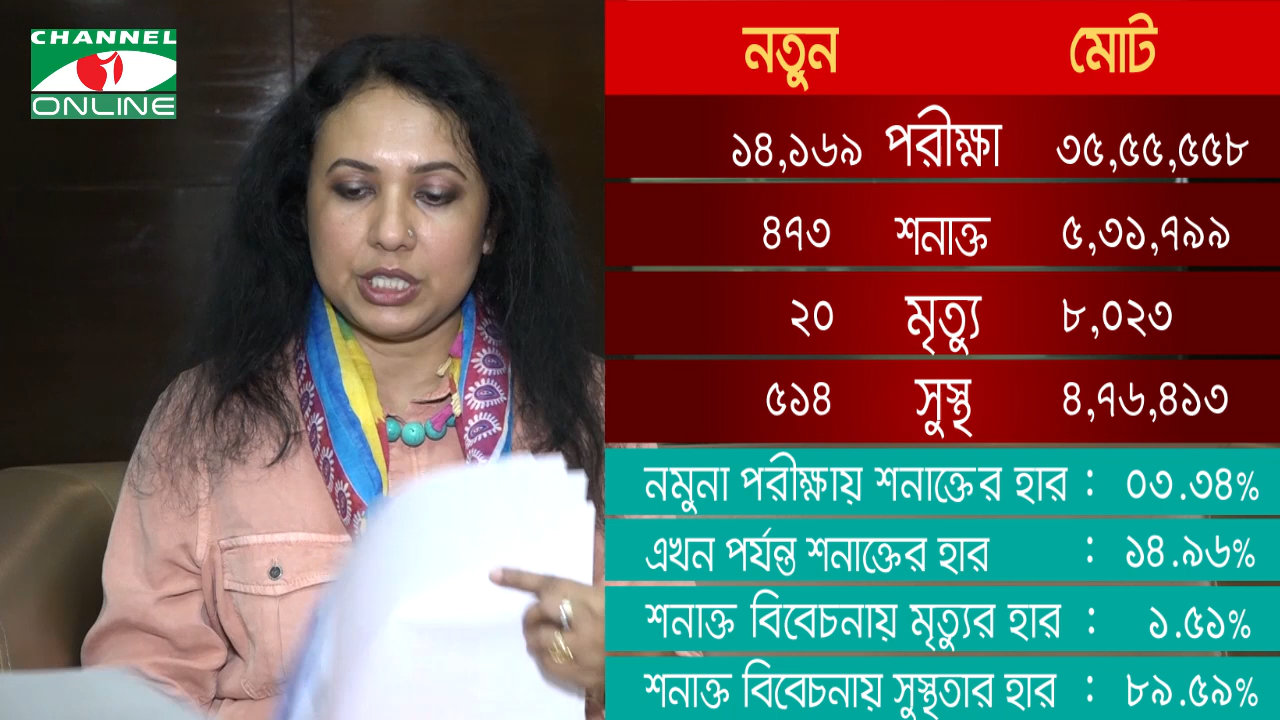 CHANNEL
i
ONLINE
নতুন মোট
১৪,১৬৯ পরীক্ষা ৩৫,৫৫,৫৫৮
৪৭৩ শনাক্ত ৫,৩১,৭৯৯
২০ মৃত্যু ৮,০২৩
৫১৪ সুস্থ ৪,৭৬,৪১৩
নমুনা পরীক্ষায় শনাক্তের হার : ০৩.৩৪%
এখন পর্যন্ত শনাক্তের হার : ১৪.৯৬%
শনাক্ত বিবেচনায় মৃত্যুর হার : ১.৫১%
শনাক্ত বিবেচনায় সুস্থতার হার : ৮৯.৫৯%